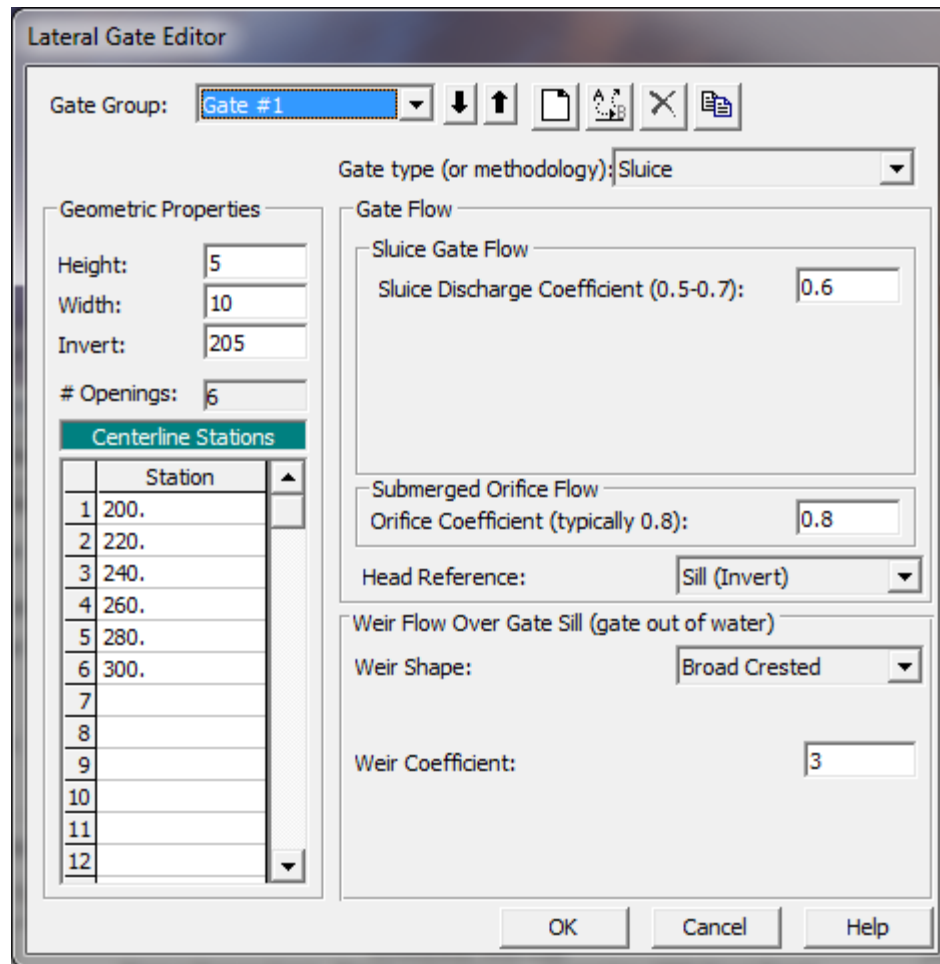 Lateral Gate Editor
Gate Group: Gate #1
Gate type (or methodology): Sluice
Geometric Properties
Height: 5
Width: 10
Invert: 205
# Openings: 6
Centerline Stations
Station
1 200.
2 220.
3 240.
4 260.
5 280.
6 300.
7
8
9
10
11
12
Gate Flow
Sluice Gate Flow
Sluice Discharge Coefficient (0.5-0.7): 0.6
Submerged Orifice Flow
Orifice Coefficient (typically 0.8): 0.8
Head Reference: Sill (Invert)
Weir Flow Over Gate Sill (gate out of water)
Weir Shape: Broad Crested
Weir Coefficient: 3
OK Cancel Help